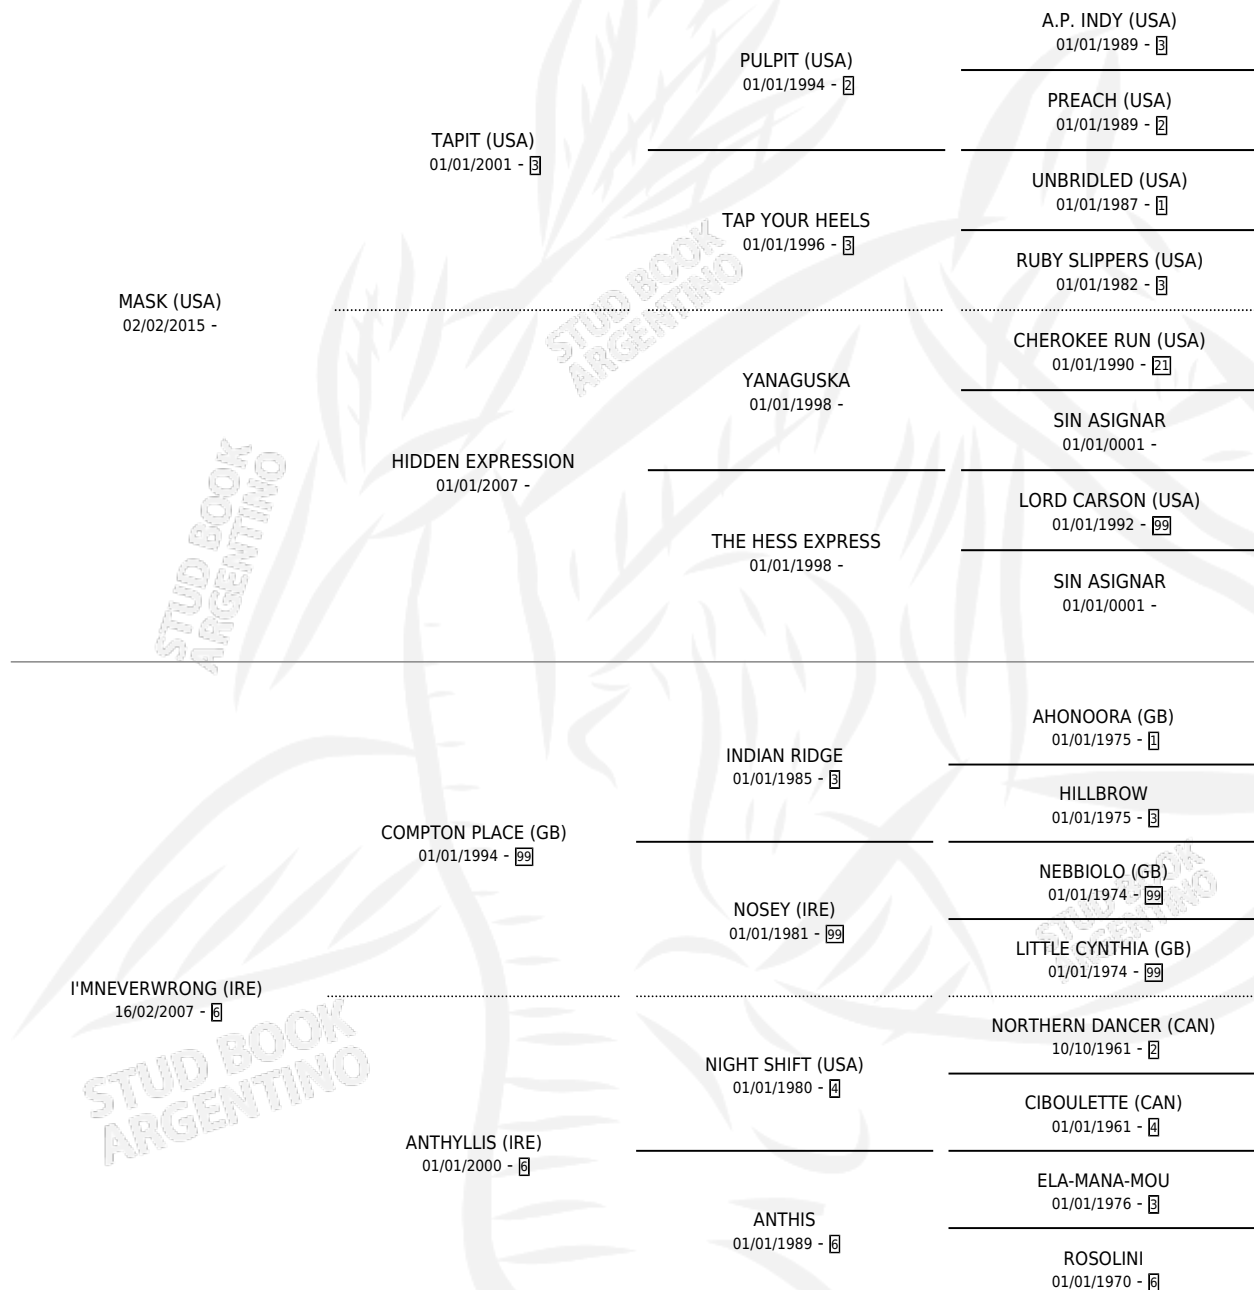 A.P. INDY (USA)
01/01/1989 - 3
PULPIT (USA)
01/01/1994 - 2
PREACH (USA)
01/01/1989 - 2
TAPIT (USA)
01/01/2001 - 3
UNBRIDLED (USA)
01/01/1987 - 1
TAP YOUR HEELS
01/01/1996 - 3
RUBY SLIPPERS (USA)
01/01/1982 - 3
MASK (USA)
02/02/2015 -
CHEROKEE RUN (USA)
01/01/1990 - 21
YANAGUSKA
01/01/1998 -
SIN ASIGNAR
01/01/0001 -
HIDDEN EXPRESSION
01/01/2007 -
LORD CARSON (USA)
01/01/1992 - 99
THE HESS EXPRESS
01/01/1998 -
SIN ASIGNAR
01/01/0001 -
AHONOORA (GB)
01/01/1975 - 1
INDIAN RIDGE
01/01/1985 - 3
HILLBROW
01/01/1975 - 3
COMPTON PLACE (GB)
01/01/1994 - 99
NEBBIOLO (GB)
01/01/1974 - 99
NOSEY (IRE)
01/01/1981 - 99
LITTLE CYNTHIA (GB)
01/01/1974 - 99
I'MNEVERWRONG (IRE)
16/02/2007 - 6
NORTHERN DANCER (CAN)
10/10/1961 - 2
NIGHT SHIFT (USA)
01/01/1980 - 4
CIBOULETTE (CAN)
01/01/1961 - 4
ANTHYLLIS (IRE)
01/01/2000 - 6
ELA-MANA-MOU
01/01/1976 - 3
ANTHIS
01/01/1989 - 6
ROSOLINI
01/01/1970 - 6
STUD BOOK
ARGENTINO
STUD BOOK
ARGENTINO
STUD BOOK
ARGENTINO
STUD BOOK
ARGENTINO